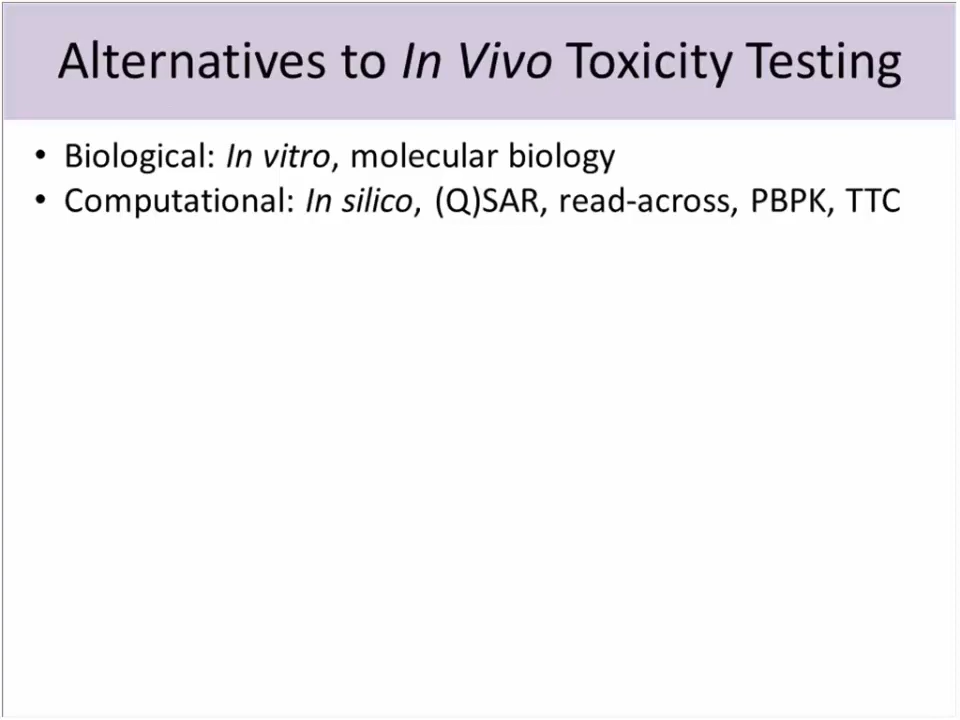 Alternatives to In Vivo Toxicity Testing
• Biological: In vitro, molecular biology
• Computational: In silico, (Q)SAR, read-across, PBPK, TTC